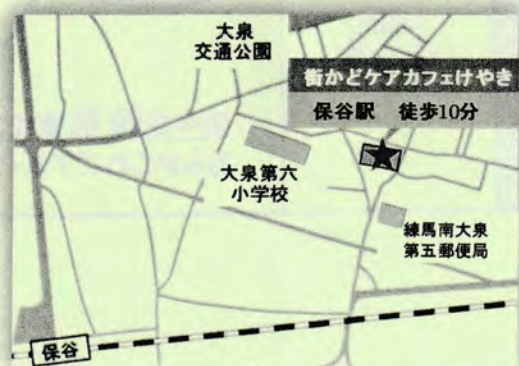 大泉
交通公園
街かどケアカフェけやき
保谷駅 徒歩10分
大泉第六
小学校
練馬南大泉
第五郵便局
保谷